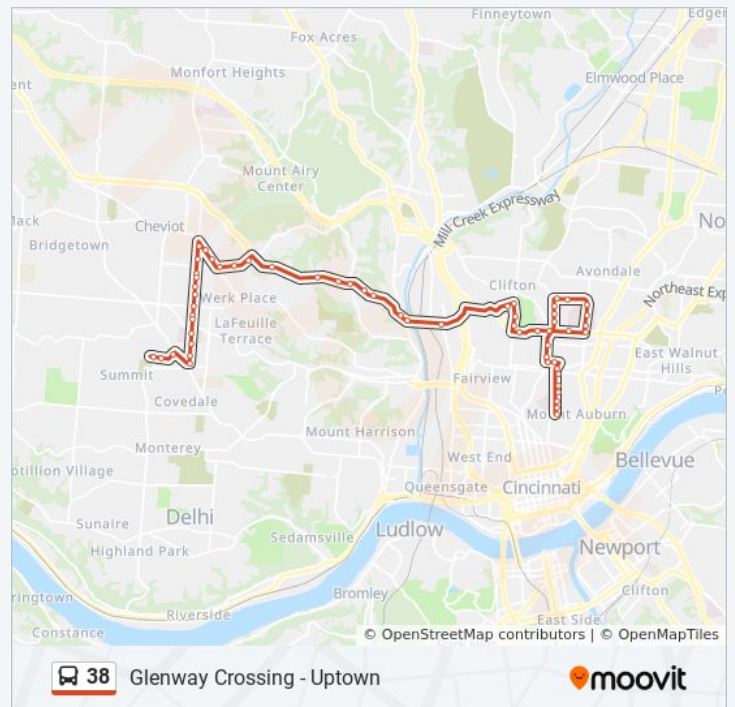 Finneytown
Edger
Fox Acres
Monfort Heights
Elmwood Place
ent
Mount Airy
Center
Mill Creek Expressway
Mack
Cheviot
No
Bridgetown
Clifton
Avondale
Northeast Exp
Werk Place
LaFeuille
Terrace
East Walnut
Hills
Summit
Fairview
Pe
Covedale
Mount Auburn
Mount Harrison
Monterey
West End
Bellevue
otillion Village
Queensgate
Cincinnati
Sunaire
Delhi
Sedamsville
Ludlow
Highland Park
Newport
Bromley
Clifton
ringtown
Riverside
East Side
Constance
© OpenStreetMap contributors | © OpenMapTiles
38 Glenway Crossing - Uptown
moovit